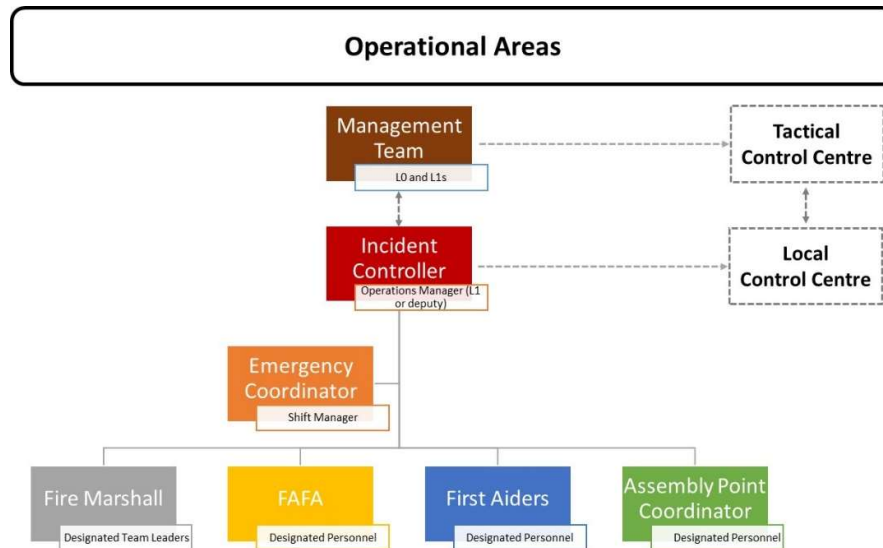 Operational Areas
Management
Team
L0 and L1s
Tactical
Control Centre
Incident
Controller
Operations Manager (L1
or deputy)
Local
Control Centre
Emergency
Coordinator
Shift Manager
Fire Marshall
Designated Team Leaders
FAFA
Designated Personnel
First Aiders
Designated Personnel
Assembly Point
Coordinator
Designated Personnel